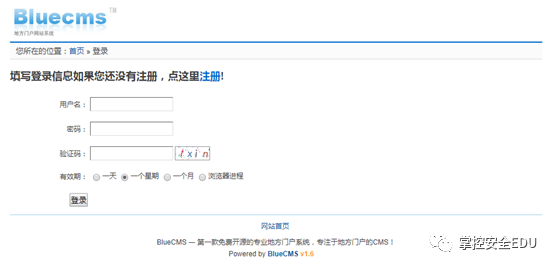 Bluecms TM
地方门户网站系统
您所在的位置：首页 » 登录
填写登录信息如果您还没有注册，点这里注册!
用户名：
密码：
验证码： txin
有效期： 一天 一个星期 一个月 浏览器进程
登录
网站首页
BlueCMS — 第一款免费开源的专业地方门户系统，专注于地方门户的CMS！
Powered by BlueCMS v1.6
掌控安全EDU